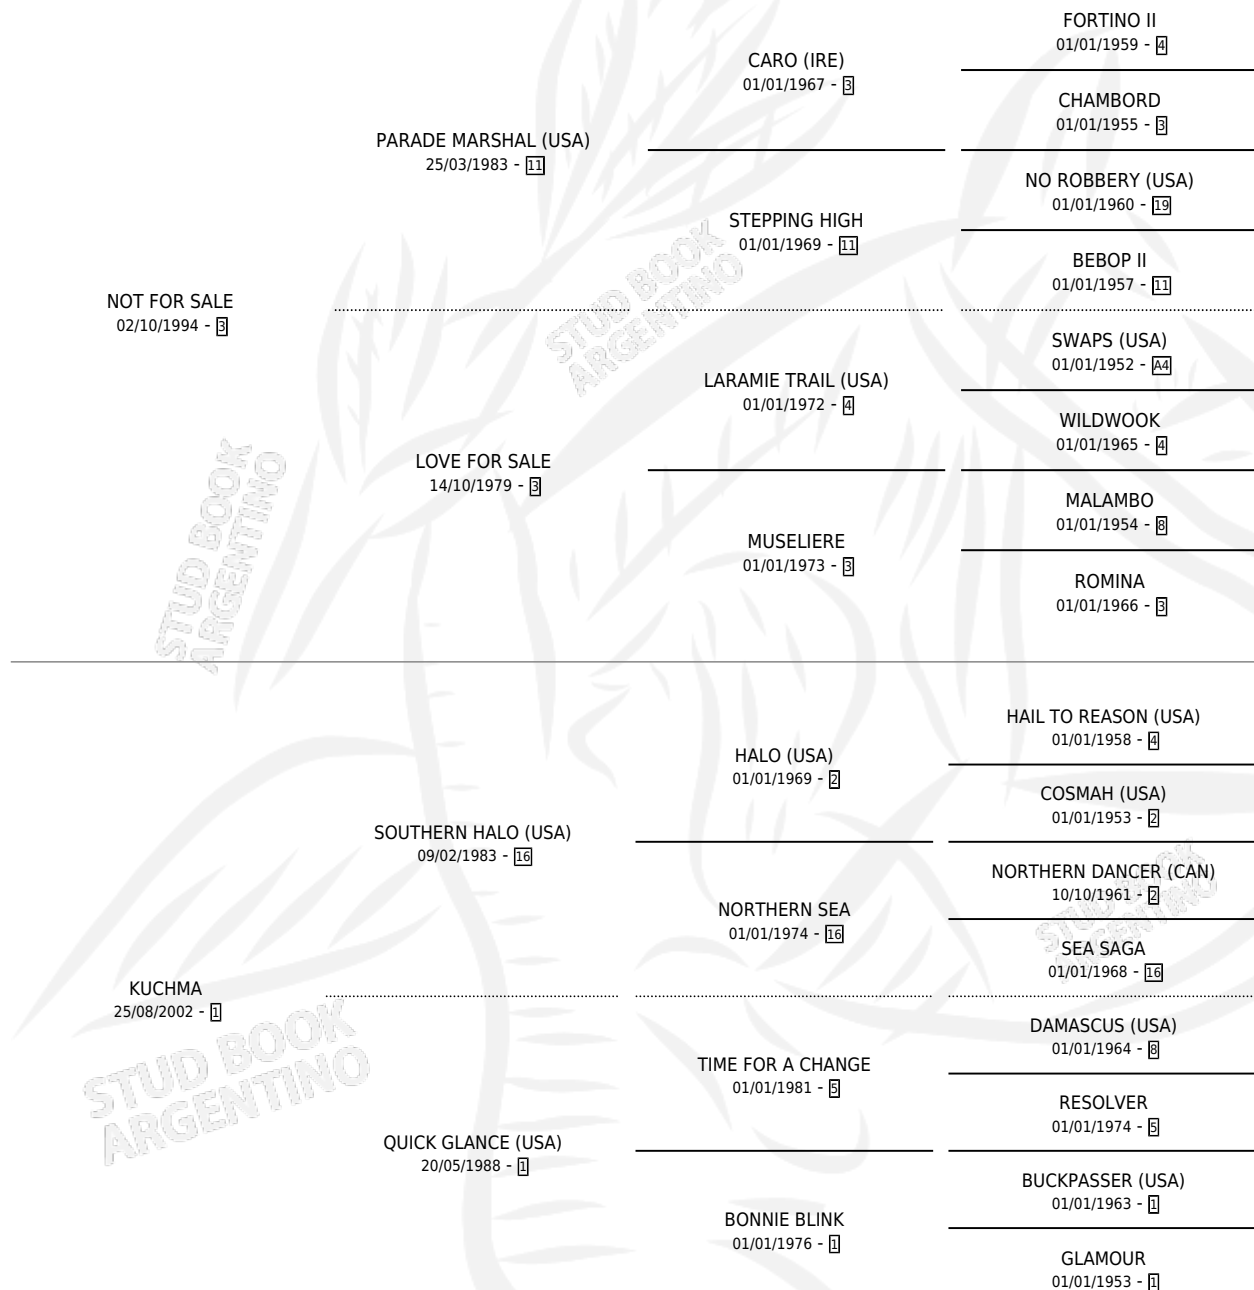 FORTINO II
01/01/1959 - 4
CARO (IRE)
01/01/1967 - 3
CHAMBORD
01/01/1955 - 3
PARADE MARSHAL (USA)
25/03/1983 - 11
NO ROBBERY (USA)
01/01/1960 - 19
STEPPING HIGH
01/01/1969 - 11
BEBOP II
01/01/1957 - 11
NOT FOR SALE
02/10/1994 - 3
STUD BOOK
ARGENTINO
SWAPS (USA)
01/01/1952 - A4
LARAMIE TRAIL (USA)
01/01/1972 - 4
WILDWOOK
01/01/1965 - 4
LOVE FOR SALE
14/10/1979 - 3
MALAMBO
01/01/1954 - 8
MUSELIERE
01/01/1973 - 3
ROMINA
01/01/1966 - 3
STUD BOOK
ARGENTINO
HAIL TO REASON (USA)
01/01/1958 - 4
HALO (USA)
01/01/1969 - 2
COSMAH (USA)
01/01/1953 - 2
SOUTHERN HALO (USA)
09/02/1983 - 16
NORTHERN DANCER (CAN)
10/10/1961 - 2
NORTHERN SEA
01/01/1974 - 16
STUD BOOK
ARGENTINO
SEA SAGA
01/01/1968 - 16
KUCHMA
25/08/2002 - 1
DAMASCUS (USA)
01/01/1964 - 8
TIME FOR A CHANGE
01/01/1981 - 5
STUD BOOK
ARGENTINO
RESOLVER
01/01/1974 - 5
QUICK GLANCE (USA)
20/05/1988 - 1
BUCKPASSER (USA)
01/01/1963 - 1
BONNIE BLINK
01/01/1976 - 1
GLAMOUR
01/01/1953 - 1